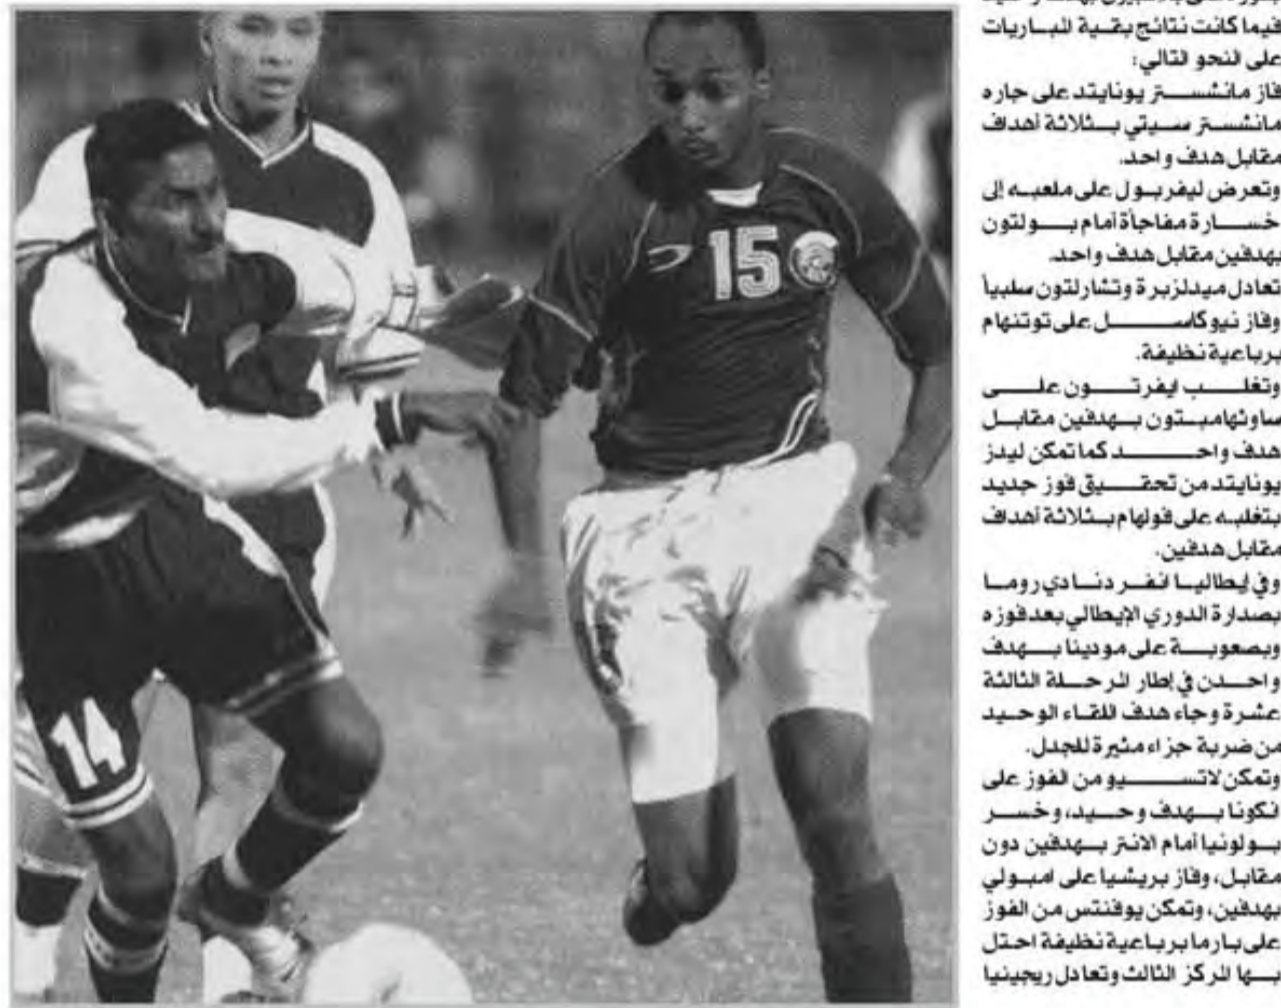 فيما كانت نتائج بقية المباريات
على النحو التالي:
فاز مانشستر يونايتد على جاره
مانشستر سيتي بثلاثة أهداف
مقابل هدف واحد.
وتعرض ليفربول على ملعبه إلى
خسارة مفاجأة أمام بولتون
بهدفين مقابل هدف واحد.
تعادل ميدلزبرة وتشارلتون سلبياً
وفاز نيوكاسل على توتنهام
برباعية نظيفة.
وتغلب ايفرتون على
ساوثهامبتون بهدفين مقابل
هدف واحد كما تمكن ليدز
يونايتد من تحقيق فوز جديد
بتغلبه على فولهام بثلاثة أهداف
مقابل هدفين.
وفي إيطاليا انفرد نادي روما
بصدارة الدوري الإيطالي بعد فوزه
وبصعوبة على مودينا بهدف
واحدن في إطار المرحلة الثالثة
عشرة وجاء هدف اللقاء الوحيد
من ضربة جزاء مثيرة للجدل.
وتمكن لاتسيو من الفوز على
انكونا بهدف وحيد، وخسر
بولونيا أمام الانتر بهدفين دون
مقابل، وفاز بريشيا على امبولي
بهدفين، وتمكن يوفنتس من الفوز
على بارما برباعية نظيفة احتل
بها المركز الثالث وتعادل ريجينيا
15
14